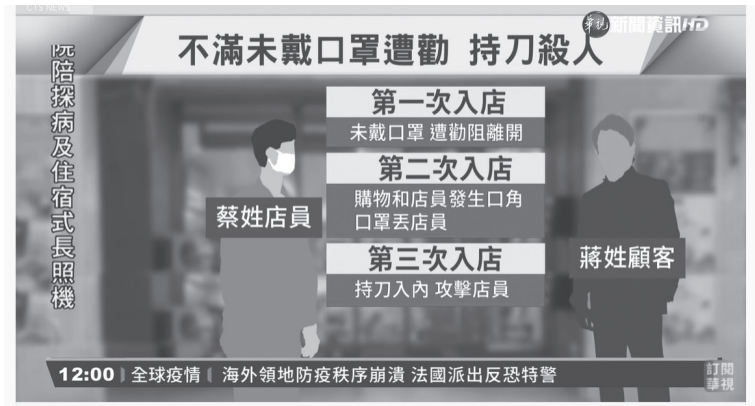 CTS NEWS
華視新聞資訊HD
不滿未戴口罩遭勸 持刀殺人
院陪探病及住宿式長照機
第一次入店
未戴口罩 遭勸阻離開
第二次入店
購物和店員發生口角
口罩丟店員
第三次入店
持刀入內 攻擊店員
蔡姓店員
蔣姓顧客
12:00 全球疫情 海外領地防疫秩序崩潰 法國派出反恐特警
訂閱
華視